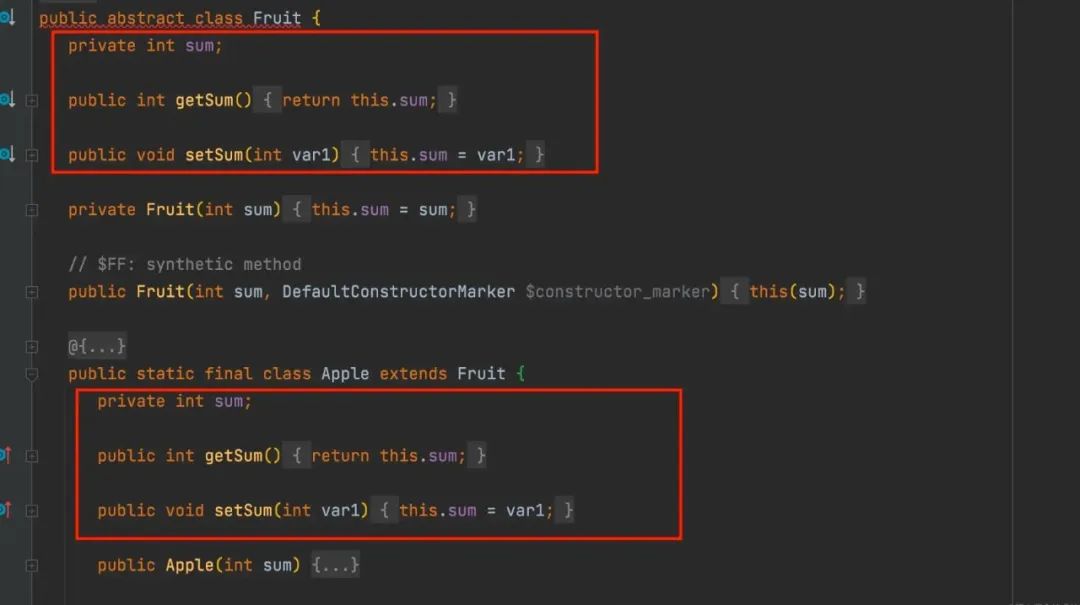 public abstract class Fruit {
private int sum;
public int getSum() { return this.sum; }
public void setSum(int var1) { this.sum = var1; }
private Fruit(int sum) { this.sum = sum; }
// $FF: synthetic method
public Fruit(int sum, DefaultConstructorMarker $constructor_marker) { this(sum); }
@{...}
public static final class Apple extends Fruit {
private int sum;
public int getSum() { return this.sum; }
public void setSum(int var1) { this.sum = var1; }
public Apple(int sum) {...}